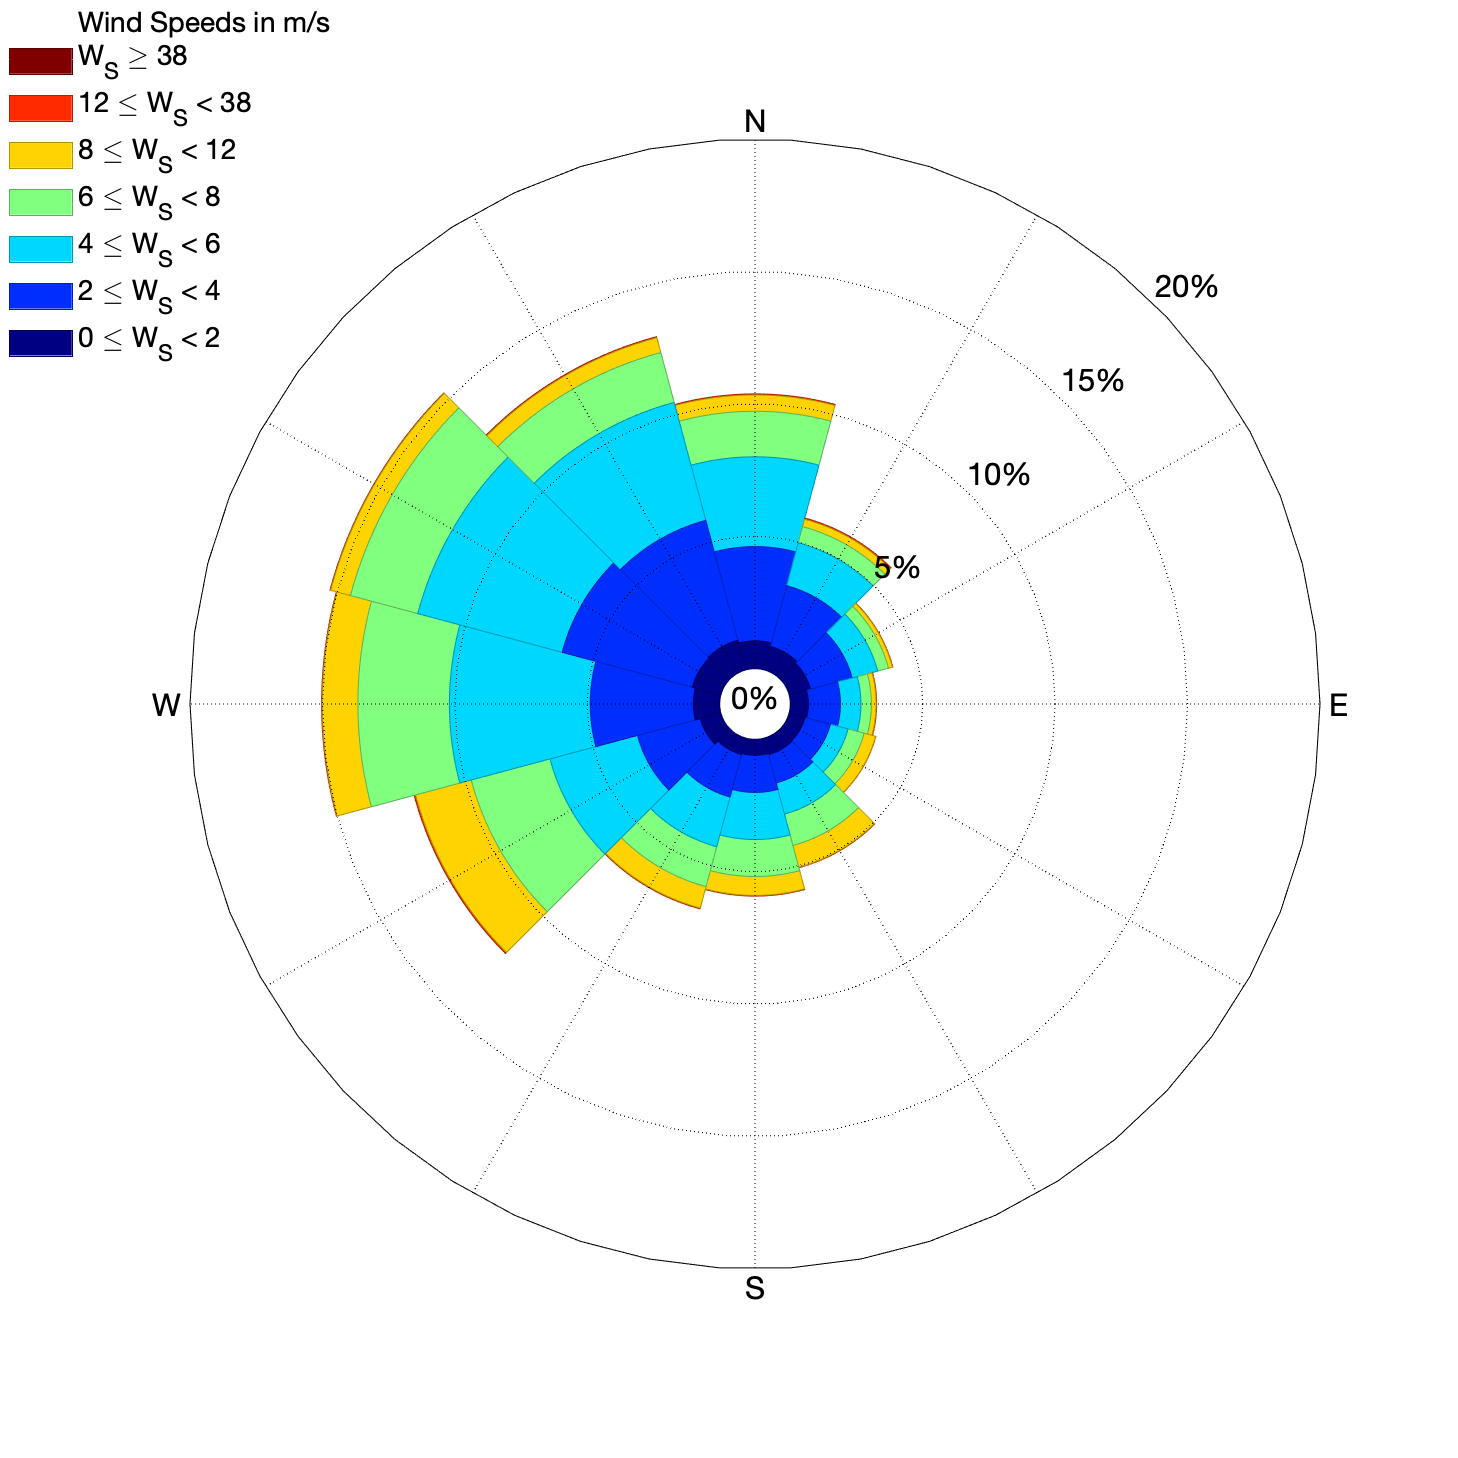 Wind Speeds in m/s
W_S ≥ 38
12 ≤ W_S < 38
8 ≤ W_S < 12
6 ≤ W_S < 8
4 ≤ W_S < 6
2 ≤ W_S < 4
0 ≤ W_S < 2
N
20%
15%
10%
5%
0%
W
E
S